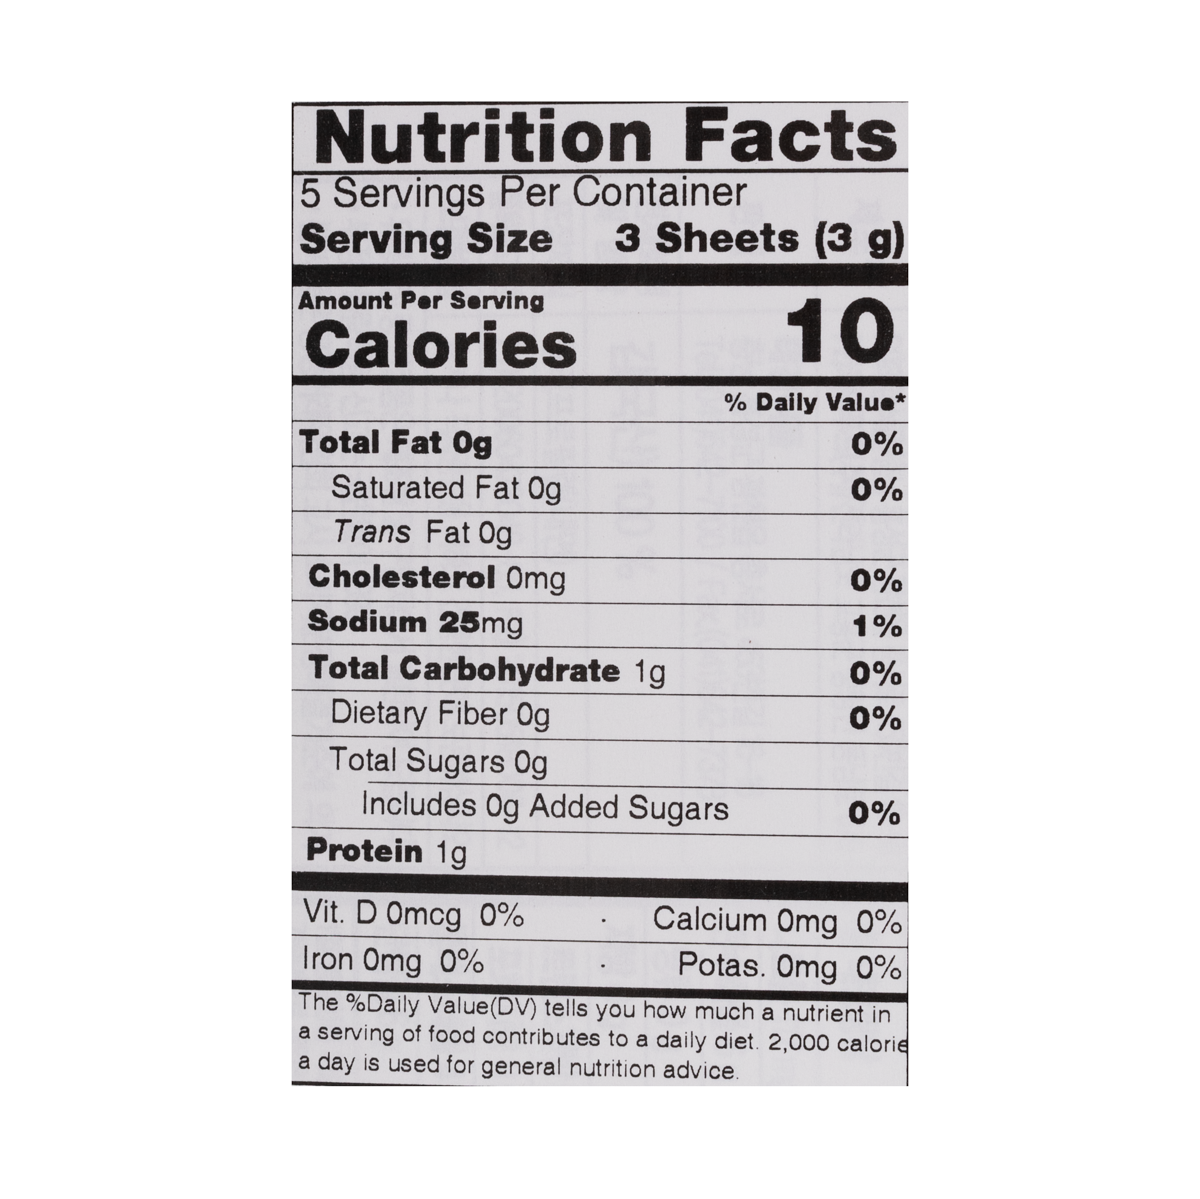 Nutrition Facts
5 Servings Per Container
Serving Size 3 Sheets (3 g)
Amount Per Serving
Calories 10
% Daily Value*
Total Fat 0g 0%
Saturated Fat 0g 0%
Trans Fat 0g
Cholesterol 0mg 0%
Sodium 25mg 1%
Total Carbohydrate 1g 0%
Dietary Fiber 0g 0%
Total Sugars 0g
Includes 0g Added Sugars 0%
Protein 1g
Vit. D 0mcg 0% · Calcium 0mg 0%
Iron 0mg 0% · Potas. 0mg 0%
The %Daily Value(DV) tells you how much a nutrient in
a serving of food contributes to a daily diet. 2,000 calorie
a day is used for general nutrition advice.